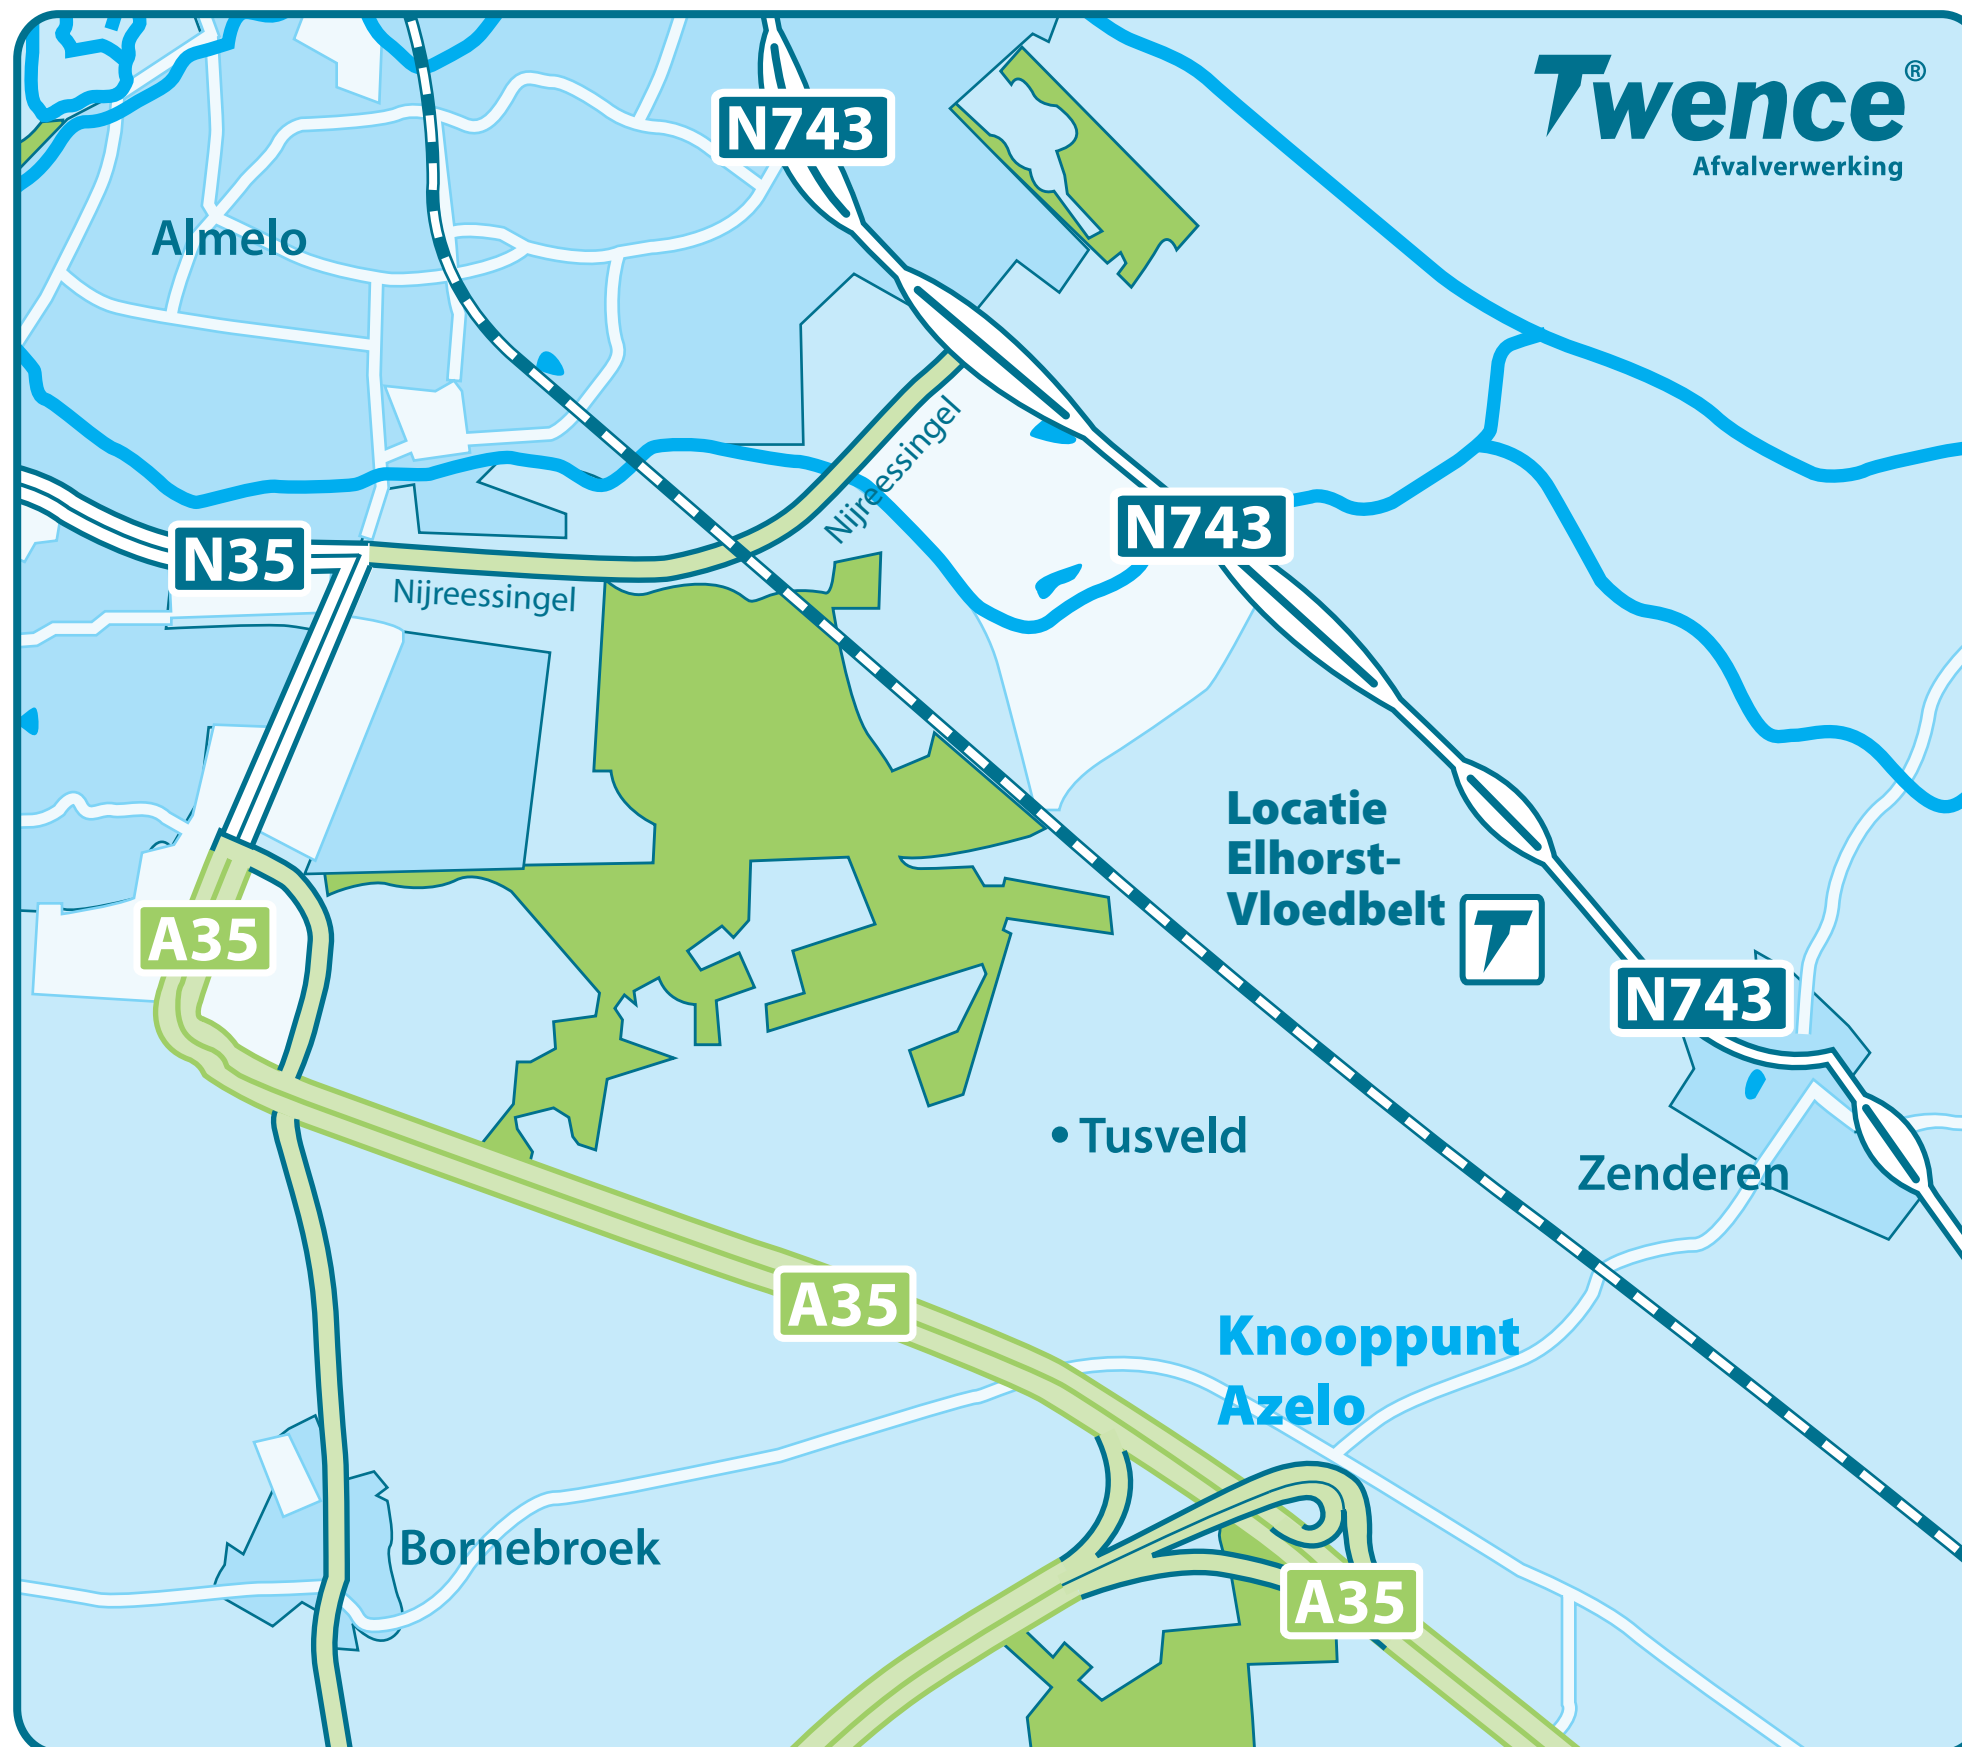 Twence®
Afvalverwerking
N743
Almelo
Nijreessingel
N743
N35
Nijreessingel
Locatie
Elhorst-
Vloedbelt
T
A35
N743
• Tusveld
Zenderen
A35
Knooppunt
Azelo
Bornebroek
A35